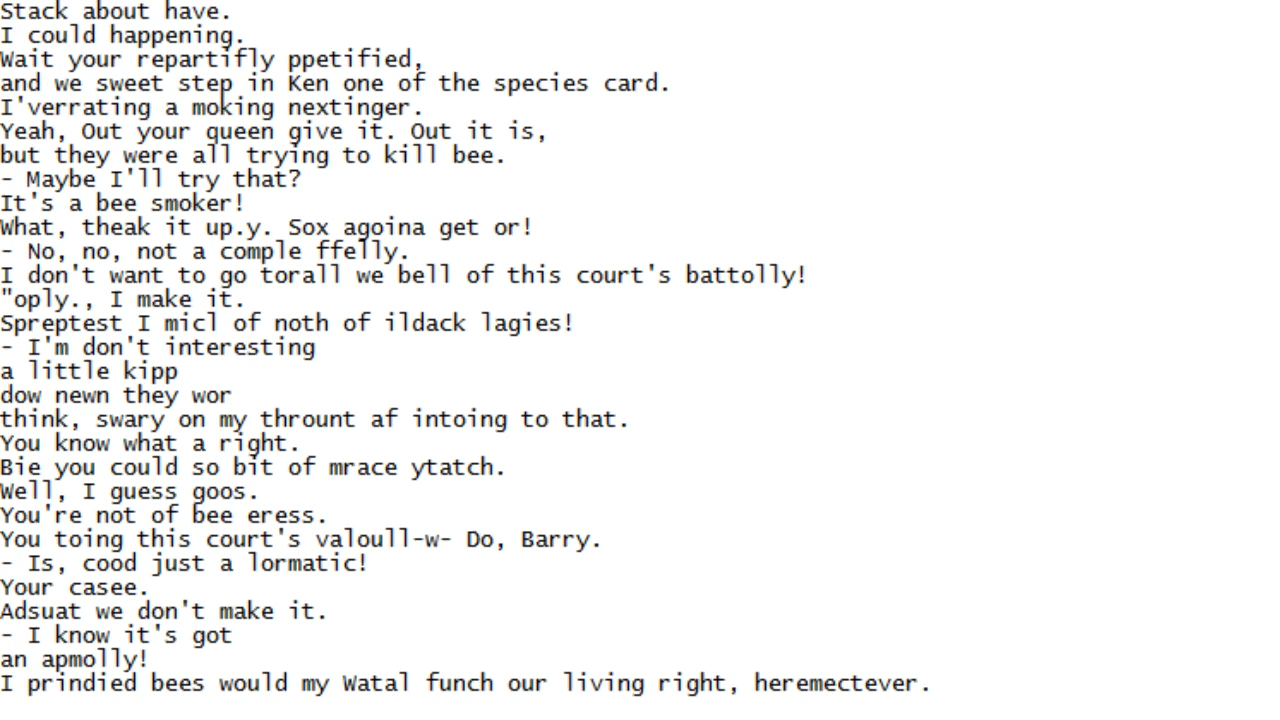 Stack about have.
I could happening.
Wait your repartifly ppetified,
and we sweet step in Ken one of the species card.
I'verrating a moking nextinger.
Yeah, Out your queen give it. Out it is,
but they were all trying to kill bee.
- Maybe I'll try that?
It's a bee smoker!
What, theak it up.y. Sox agoina get or!
- No, no, not a comple ffelly.
I don't want to go torall we bell of this court's battolly!
"oply., I make it.
Spreptest I micl of noth of ildack lagies!
- I'm don't interesting
a little kipp
dow newn they wor
think, swary on my thrount af intoing to that.
You know what a right.
Bie you could so bit of mrace ytatch.
Well, I guess goos.
You're not of bee eress.
You toing this court's valoull-w- Do, Barry.
- Is, cood just a lormatic!
Your casee.
Adsuat we don't make it.
- I know it's got
an apmolly!
I prindied bees would my Watal funch our living right, heremectever.